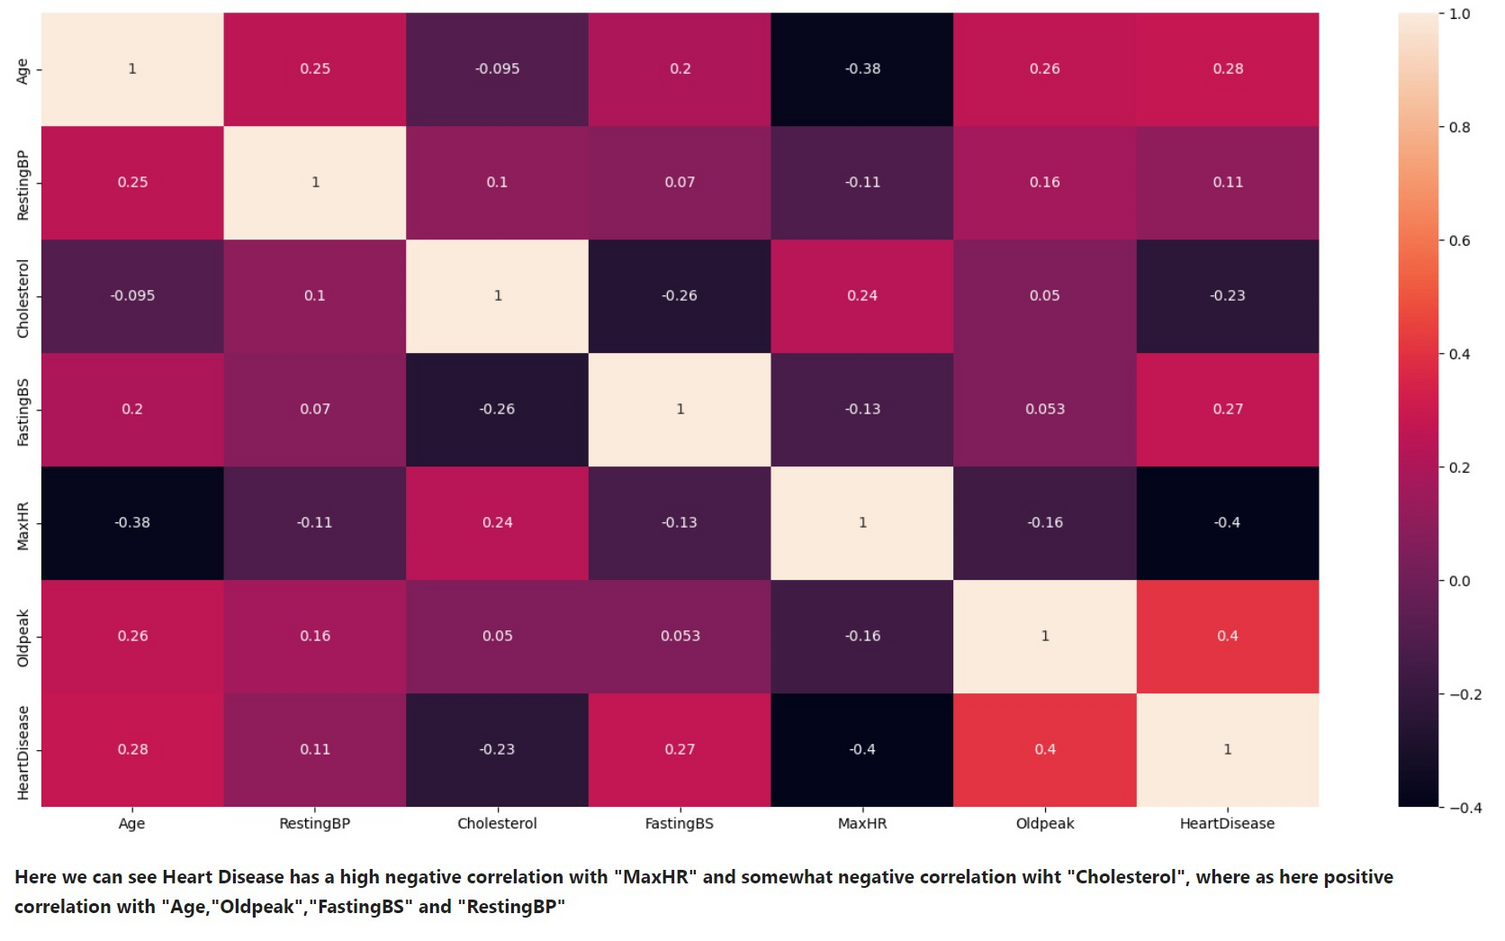 Age 1 0.25 -0.095 0.2 -0.38 0.26 0.28 1.0
RestingBP 0.25 1 0.1 0.07 -0.11 0.16 0.11 0.8
Cholesterol -0.095 0.1 1 -0.26 0.24 0.05 -0.23 0.6
FastingBS 0.2 0.07 -0.26 1 -0.13 0.053 0.27 0.4
MaxHR -0.38 -0.11 0.24 -0.13 1 -0.16 -0.4 0.2
Oldpeak 0.26 0.16 0.05 0.053 -0.16 1 0.4 0.0
HeartDisease 0.28 0.11 -0.23 0.27 -0.4 0.4 1 −0.2
−0.4
Age RestingBP Cholesterol FastingBS MaxHR Oldpeak HeartDisease
Here we can see Heart Disease has a high negative correlation with "MaxHR" and somewhat negative correlation wiht "Cholesterol", where as here positive
correlation with "Age,"Oldpeak","FastingBS" and "RestingBP"